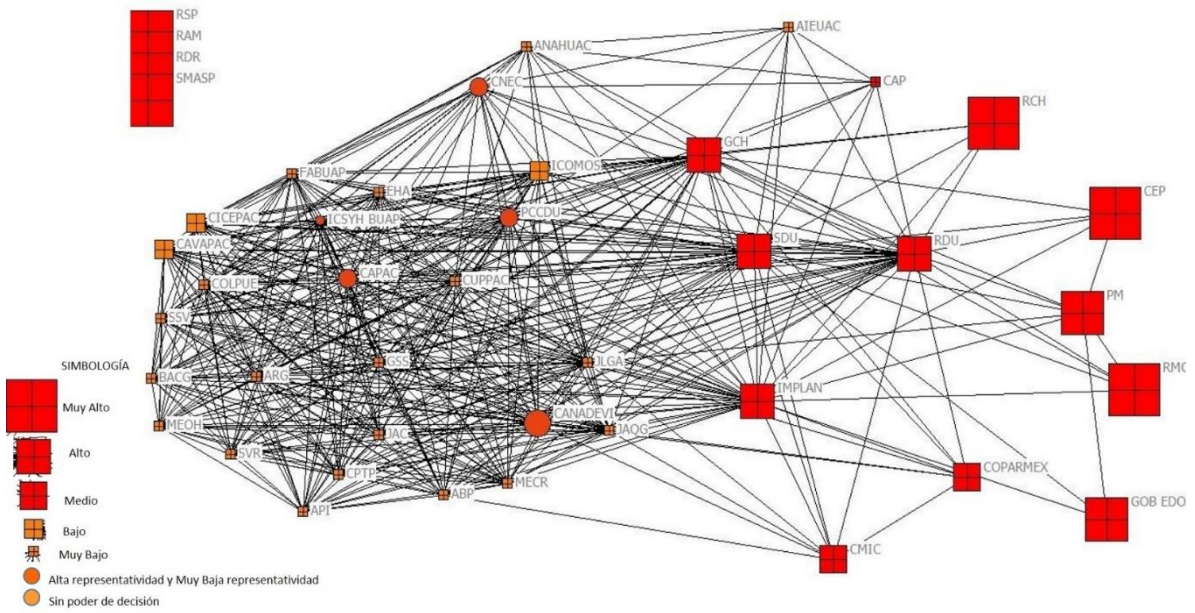 RSP
RAM
RDR
SMASP
ANAHUAC
AIEUAC
CNEC
CAP
RCH
GCH
ICOMOS
FABUAP
EHA
CEP
CICEPAC
ICSYH BUAP
PCCDU
CAVAPAC
SDU
RDU
CAPAC
COLPUE
CUPPAC
PM
SSV
SIMBOLOGÍA
GSS
JLGA
RMC
BACG
ARG
IMPLAN
Muy Alto
CANADEVI
MEOH
JAC
JAOG
Alto
SVR
CPTP
COPARMEX
MECR
ABP
Medio
API
GOB EDO
Bajo
CMIC
Muy Bajo
Alta representatividad y Muy Baja representatividad
Sin poder de decisión